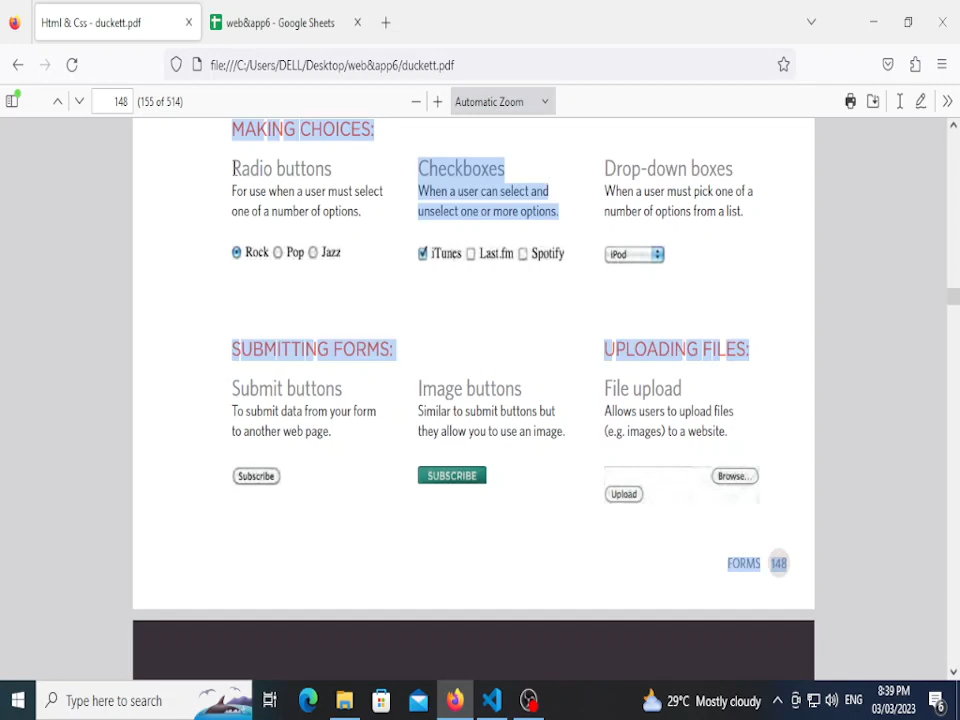 Html & Css - duckett.pdf
web&app6 - Google Sheets
file:///C:/Users/DELL/Desktop/web&app6/duckett.pdf
148 (155 of 514)
Automatic Zoom
MAKING CHOICES:
Radio buttons
For use when a user must select
one of a number of options.
Rock Pop Jazz
Checkboxes
When a user can select and
unselect one or more options.
iTunes Last.fm Spotify
Drop-down boxes
When a user must pick one of a
number of options from a list.
iPod
SUBMITTING FORMS:
Submit buttons
To submit data from your form
to another web page.
Subscribe
Image buttons
Similar to submit buttons but
they allow you to use an image.
SUBSCRIBE
UPLOADING FILES:
File upload
Allows users to upload files
(e.g. images) to a website.
Browse...
Upload
FORMS 148
Type here to search
29°C Mostly cloudy
ENG
8:39 PM
03/03/2023
6